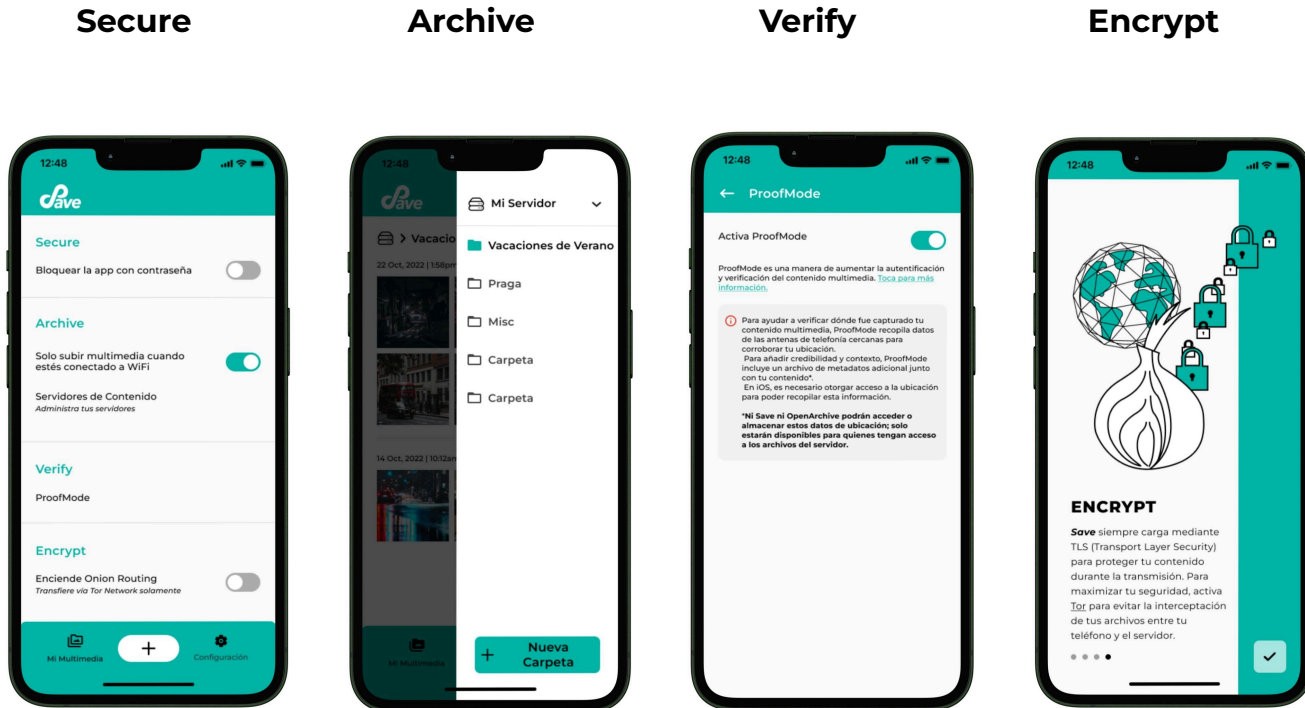 Secure
Archive
Verify
Encrypt
12:48
Save
Secure
Bloquear la app con contraseña
Archive
Solo subir multimedia cuando
estés conectado a WiFi
Servidores de Contenido
Administra tus servidores
Verify
ProofMode
Encrypt
Enciende Onion Routing
Transfiere via Tor Network solamente
Mi Multimedia
+
Configuración
12:48
Save
> Vacacio
22 Oct, 2022 | 1:58pm
14 Oct, 2022 | 10:12am
Mi Multimedia
Mi Servidor
Vacaciones de Verano
Praga
Misc
Carpeta
Carpeta
+ Nueva
Carpeta
12:48
← ProofMode
Activa ProofMode
ProofMode es una manera de aumentar la autentificación
y verificación del contenido multimedia. Toca para más
información.
Para ayudar a verificar dónde fue capturado tu
contenido multimedia, ProofMode recopila datos
de las antenas de telefonía cercanas para
corroborar tu ubicación.
Para añadir credibilidad y contexto, ProofMode
incluye un archivo de metadatos adicional junto
con tu contenido*.
En iOS, es necesario otorgar acceso a la ubicación
para poder recopilar esta información.
*Ni Save ni OpenArchive podrán acceder o
almacenar estos datos de ubicación; solo
estarán disponibles para quienes tengan acceso
a los archivos del servidor.
12:48
ENCRYPT
Save siempre carga mediante
TLS (Transport Layer Security)
para proteger tu contenido
durante la transmisión. Para
maximizar tu seguridad, activa
Tor para evitar la interceptación
de tus archivos entre tu
teléfono y el servidor.